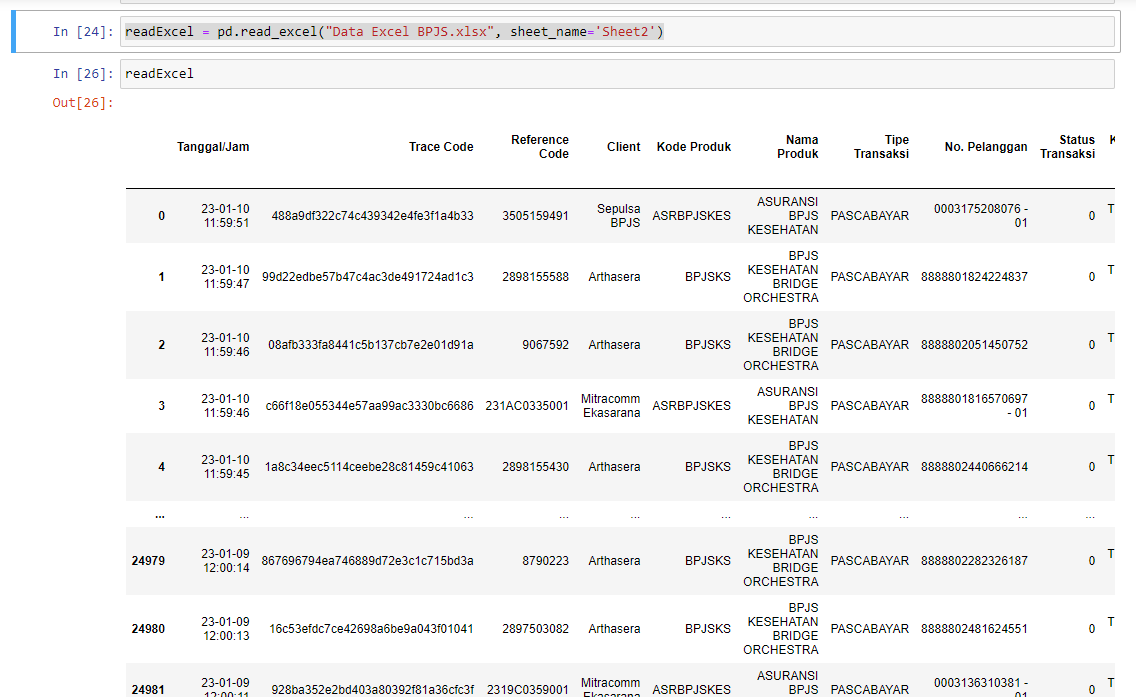 In [24]: readExcel = pd.read_excel("Data Excel BPJS.xlsx", sheet_name='Sheet2')
In [26]: readExcel
Out[26]:
Tanggal/Jam Trace Code Reference Code Client Kode Produk Nama Produk Tipe Transaksi No. Pelanggan Status Transaksi K
0 23-01-10 11:59:51 488a9df322c74c439342e4fe3f1a4b33 3505159491 Sepulsa BPJS ASRBPJSKES ASURANSI BPJS KESEHATAN PASCABAYAR 0003175208076 - 01 0 T
1 23-01-10 11:59:47 99d22edbe57b47c4ac3de491724ad1c3 2898155588 Arthasera BPJSKS BPJS KESEHATAN BRIDGE ORCHESTRA PASCABAYAR 8888801824224837 0 T
2 23-01-10 11:59:46 08afb333fa8441c5b137cb7e2e01d91a 9067592 Arthasera BPJSKS BPJS KESEHATAN BRIDGE ORCHESTRA PASCABAYAR 8888802051450752 0 T
3 23-01-10 11:59:46 c66f18e055344e57aa99ac3330bc6686 231AC0335001 Mitracomm Ekasarana ASRBPJSKES ASURANSI BPJS KESEHATAN PASCABAYAR 8888801816570697 - 01 0 T
4 23-01-10 11:59:45 1a8c34eec5114ceebe28c81459c41063 2898155430 Arthasera BPJSKS BPJS KESEHATAN BRIDGE ORCHESTRA PASCABAYAR 8888802440666214 0 T
... ... ... ... ... ... ... ... ... ...
24979 23-01-09 12:00:14 867696794ea746889d72e3c1c715bd3a 8790223 Arthasera BPJSKS BPJS KESEHATAN BRIDGE ORCHESTRA PASCABAYAR 8888802282326187 0 T
24980 23-01-09 12:00:13 16c53efdc7ce42698a6be9a043f01041 2897503082 Arthasera BPJSKS BPJS KESEHATAN BRIDGE ORCHESTRA PASCABAYAR 8888802481624551 0 T
24981 23-01-09 12:00:11 928ba352e2bd403a80392f81a36cfc3f 2319C0359001 Mitracomm Ekasarana ASRBPJSKES ASURANSI BPJS PASCABAYAR 0003136310381 - 01 0 T